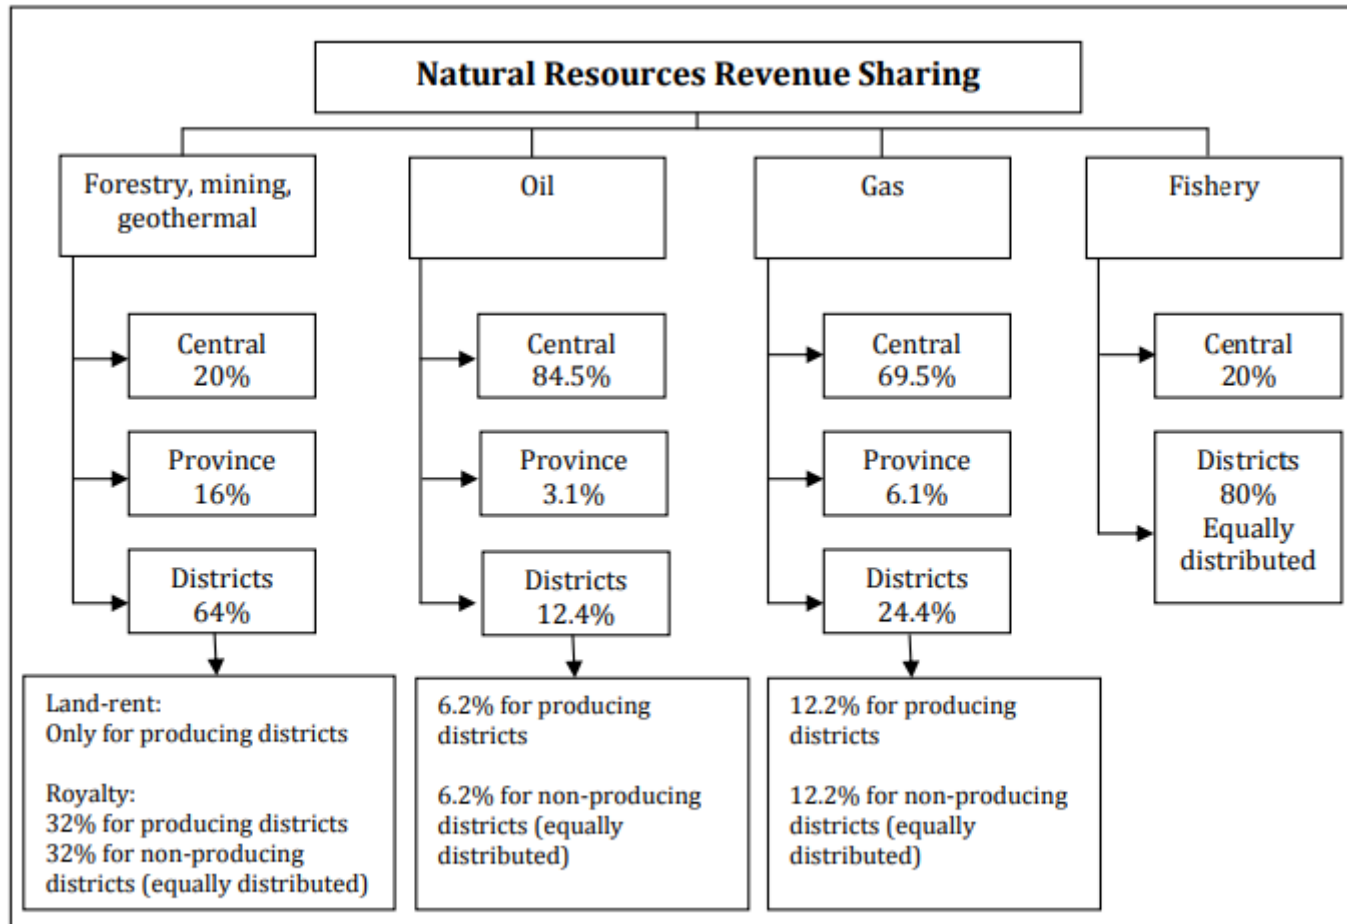 Natural Resources Revenue Sharing
Forestry, mining,
geothermal
Central
20%
Province
16%
Districts
64%
Land-rent:
Only for producing districts
Royalty:
32% for producing districts
32% for non-producing
districts (equally distributed)
Oil
Central
84.5%
Province
3.1%
Districts
12.4%
6.2% for producing
districts
6.2% for non-producing
districts (equally
distributed)
Gas
Central
69.5%
Province
6.1%
Districts
24.4%
12.2% for producing
districts
12.2% for non-producing
districts (equally
distributed)
Fishery
Central
20%
Districts
80%
Equally
distributed